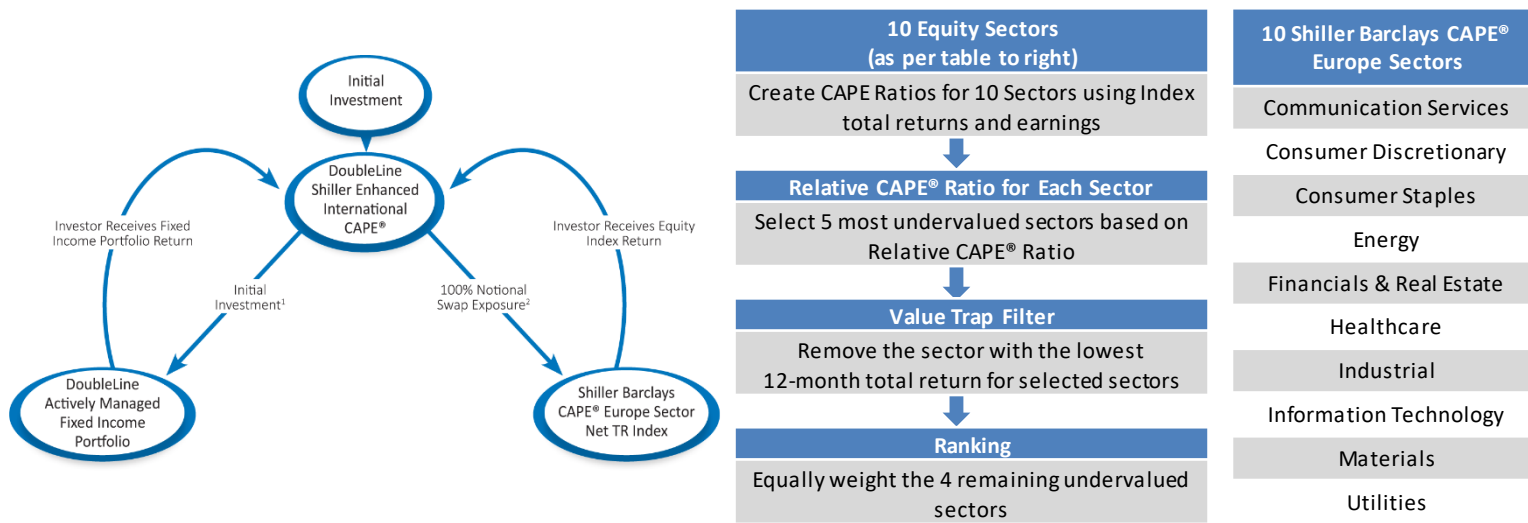 Initial
Investment
DoubleLine
Shiller Enhanced
International
CAPE®
Investor Receives Fixed
Income Portfolio Return
Investor Receives Equity
Index Return
Initial
Investment¹
100% Notional
Swap Exposure²
DoubleLine
Actively Managed
Fixed Income
Portfolio
Shiller Barclays
CAPE® Europe Sector
Net TR Index
10 Equity Sectors
(as per table to right)
Create CAPE Ratios for 10 Sectors using Index
total returns and earnings
Relative CAPE® Ratio for Each Sector
Select 5 most undervalued sectors based on
Relative CAPE® Ratio
Value Trap Filter
Remove the sector with the lowest
12-month total return for selected sectors
Ranking
Equally weight the 4 remaining undervalued
sectors
10 Shiller Barclays CAPE®
Europe Sectors
Communication Services
Consumer Discretionary
Consumer Staples
Energy
Financials & Real Estate
Healthcare
Industrial
Information Technology
Materials
Utilities